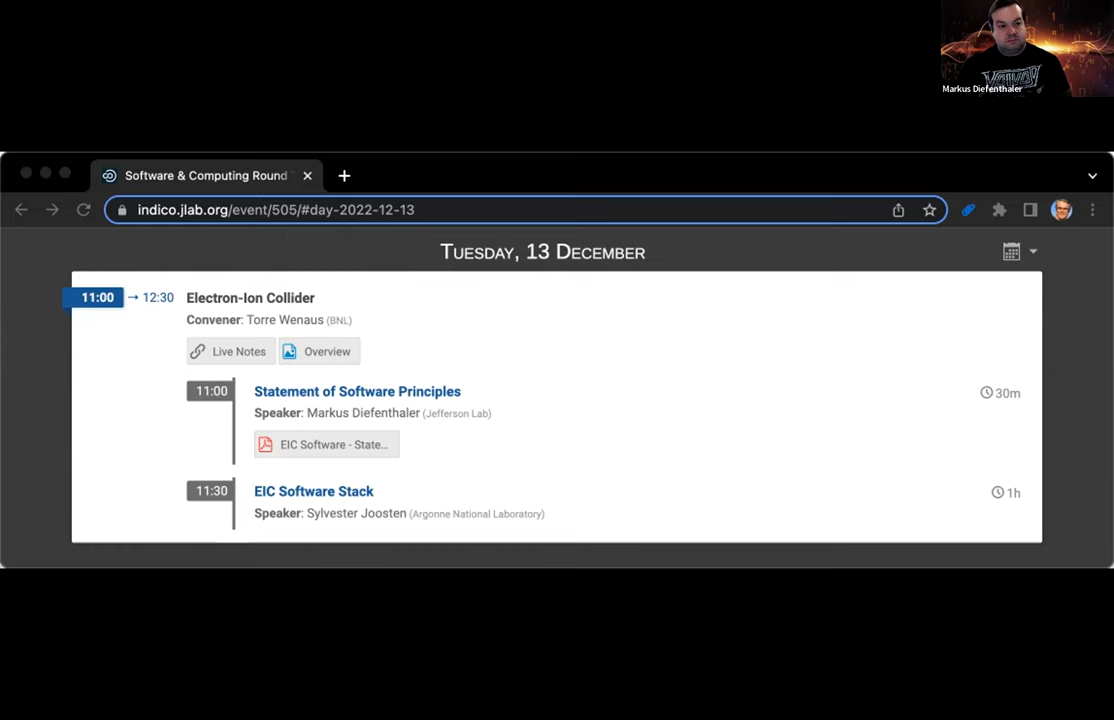 Markus Diefenthaler
Software & Computing Round
indico.jlab.org/event/505/#day-2022-12-13
Tuesday, 13 December
11:00 → 12:30 Electron-Ion Collider
Convener: Torre Wenaus (BNL)
Live Notes Overview
11:00 Statement of Software Principles 30m
Speaker: Markus Diefenthaler (Jefferson Lab)
EIC Software - State...
11:30 EIC Software Stack 1h
Speaker: Sylvester Joosten (Argonne National Laboratory)